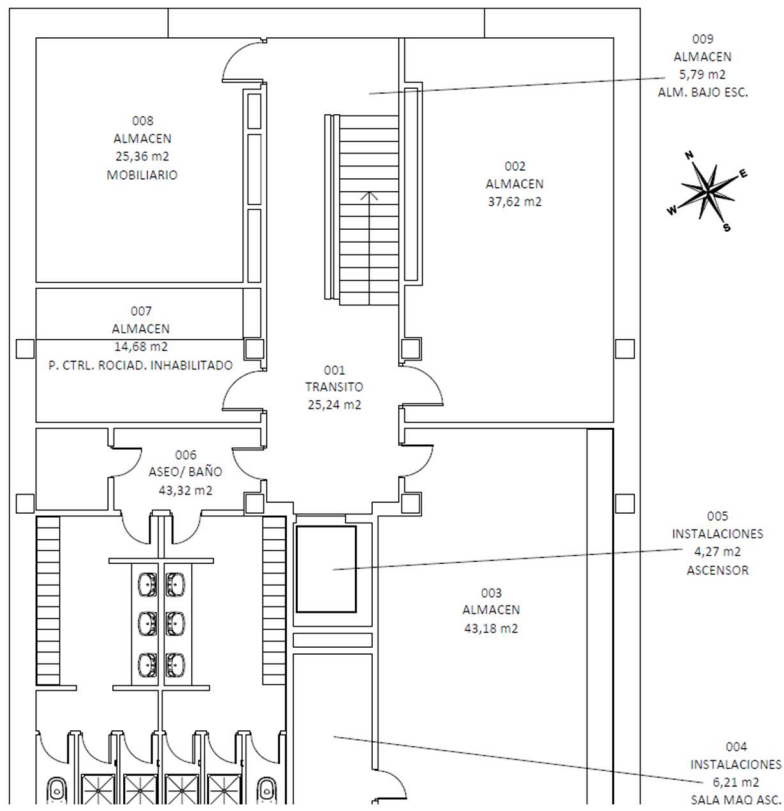 009
ALMACEN
5,79 m2
ALM. BAJO ESC.
008
ALMACEN
25,36 m2
MOBILIARIO
002
ALMACEN
37,62 m2
N
E
W
S
007
ALMACEN
14,68 m2
P. CTRL. ROCIAD. INHABILITADO
001
TRANSITO
25,24 m2
006
ASEO/ BAÑO
43,32 m2
005
INSTALACIONES
4,27 m2
ASCENSOR
003
ALMACEN
43,18 m2
004
INSTALACIONES
6,21 m2
SALA MAQ ASC.